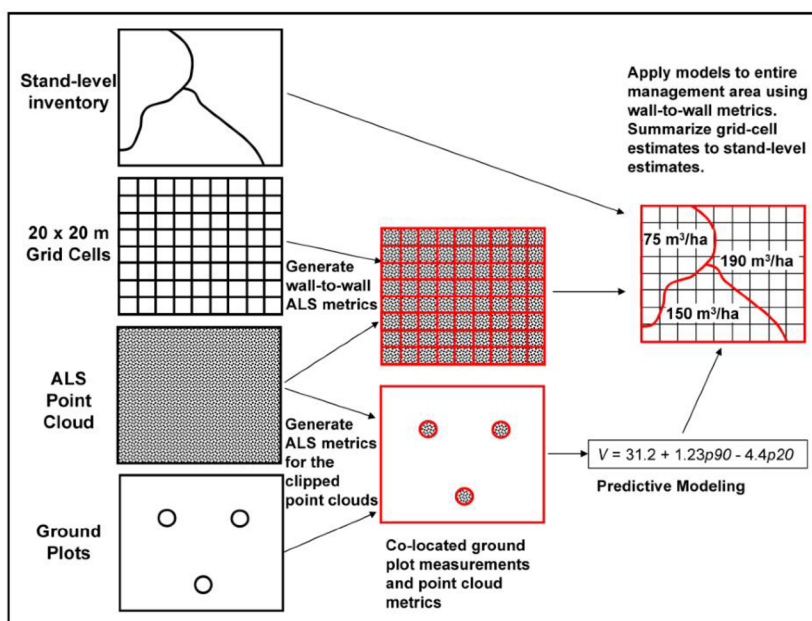 Stand-level
inventory
20 x 20 m
Grid Cells
ALS
Point
Cloud
Ground
Plots
Generate
wall-to-wall
ALS metrics
Generate
ALS metrics
for the
clipped
point clouds
Co-located ground
plot measurements
and point cloud
metrics
Apply models to entire
management area using
wall-to-wall metrics.
Summarize grid-cell
estimates to stand-level
estimates.
75 m³/ha
190 m³/ha
150 m³/ha
V = 31.2 + 1.23p90 - 4.4p20
Predictive Modeling